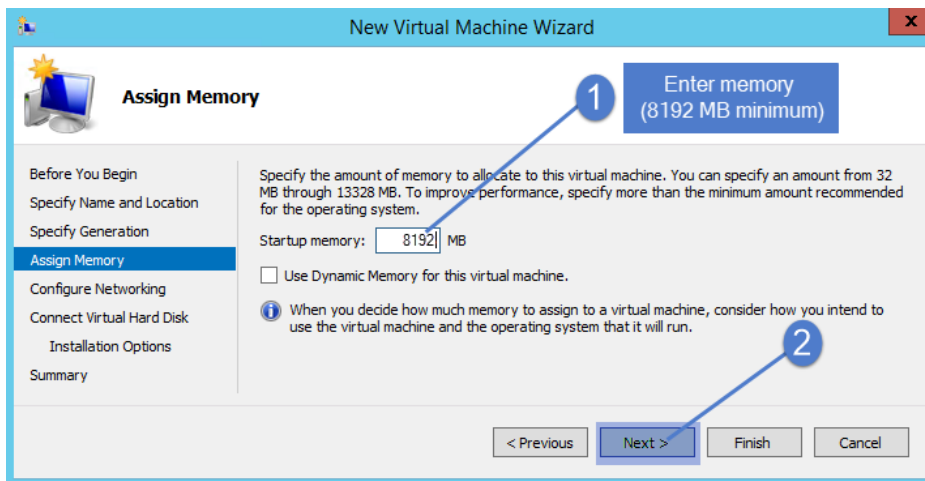 New Virtual Machine Wizard
x
Assign Memory
1
Enter memory
(8192 MB minimum)
Before You Begin
Specify Name and Location
Specify Generation
Assign Memory
Configure Networking
Connect Virtual Hard Disk
Installation Options
Summary
Specify the amount of memory to allocate to this virtual machine. You can specify an amount from 32
MB through 13328 MB. To improve performance, specify more than the minimum amount recommended
for the operating system.
Startup memory: 8192 MB
Use Dynamic Memory for this virtual machine.
When you decide how much memory to assign to a virtual machine, consider how you intend to
use the virtual machine and the operating system that it will run.
2
< Previous
Next >
Finish
Cancel